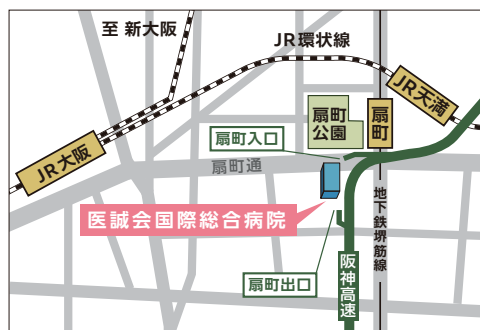 至 新大阪
JR環状線
JR天満
扇町
公園
扇町
扇町入口
JR大阪
扇町通
医誠会国際総合病院
地下鉄堺筋線
阪神高速
扇町出口